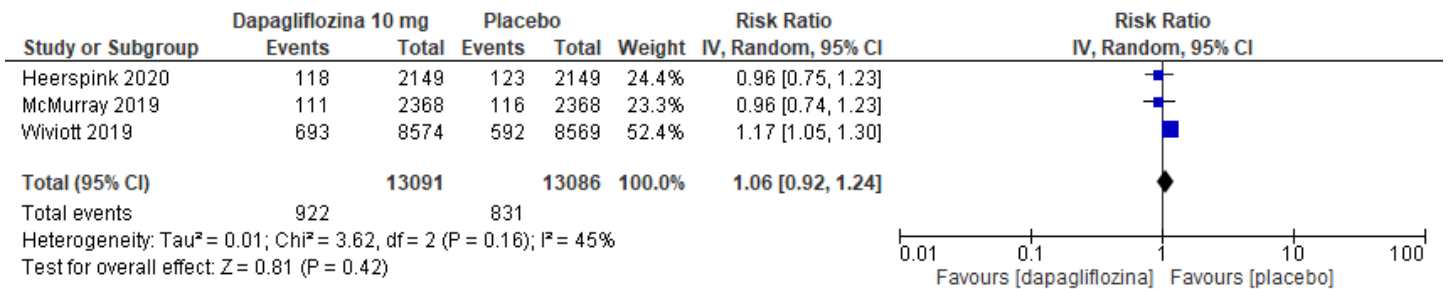 Dapagliflozina 10 mg Placebo Risk Ratio Risk Ratio
Study or Subgroup Events Total Events Total Weight IV, Random, 95% CI IV, Random, 95% CI
Heerspink 2020 118 2149 123 2149 24.4% 0.96 [0.75, 1.23]
McMurray 2019 111 2368 116 2368 23.3% 0.96 [0.74, 1.23]
Wiviott 2019 693 8574 592 8569 52.4% 1.17 [1.05, 1.30]
Total (95% CI) 13091 13086 100.0% 1.06 [0.92, 1.24]
Total events 922 831
Heterogeneity: Tau² = 0.01; Chi² = 3.62, df = 2 (P = 0.16); I² = 45%
Test for overall effect: Z = 0.81 (P = 0.42)
0.01 0.1 1 10 100
Favours [dapagliflozina] Favours [placebo]